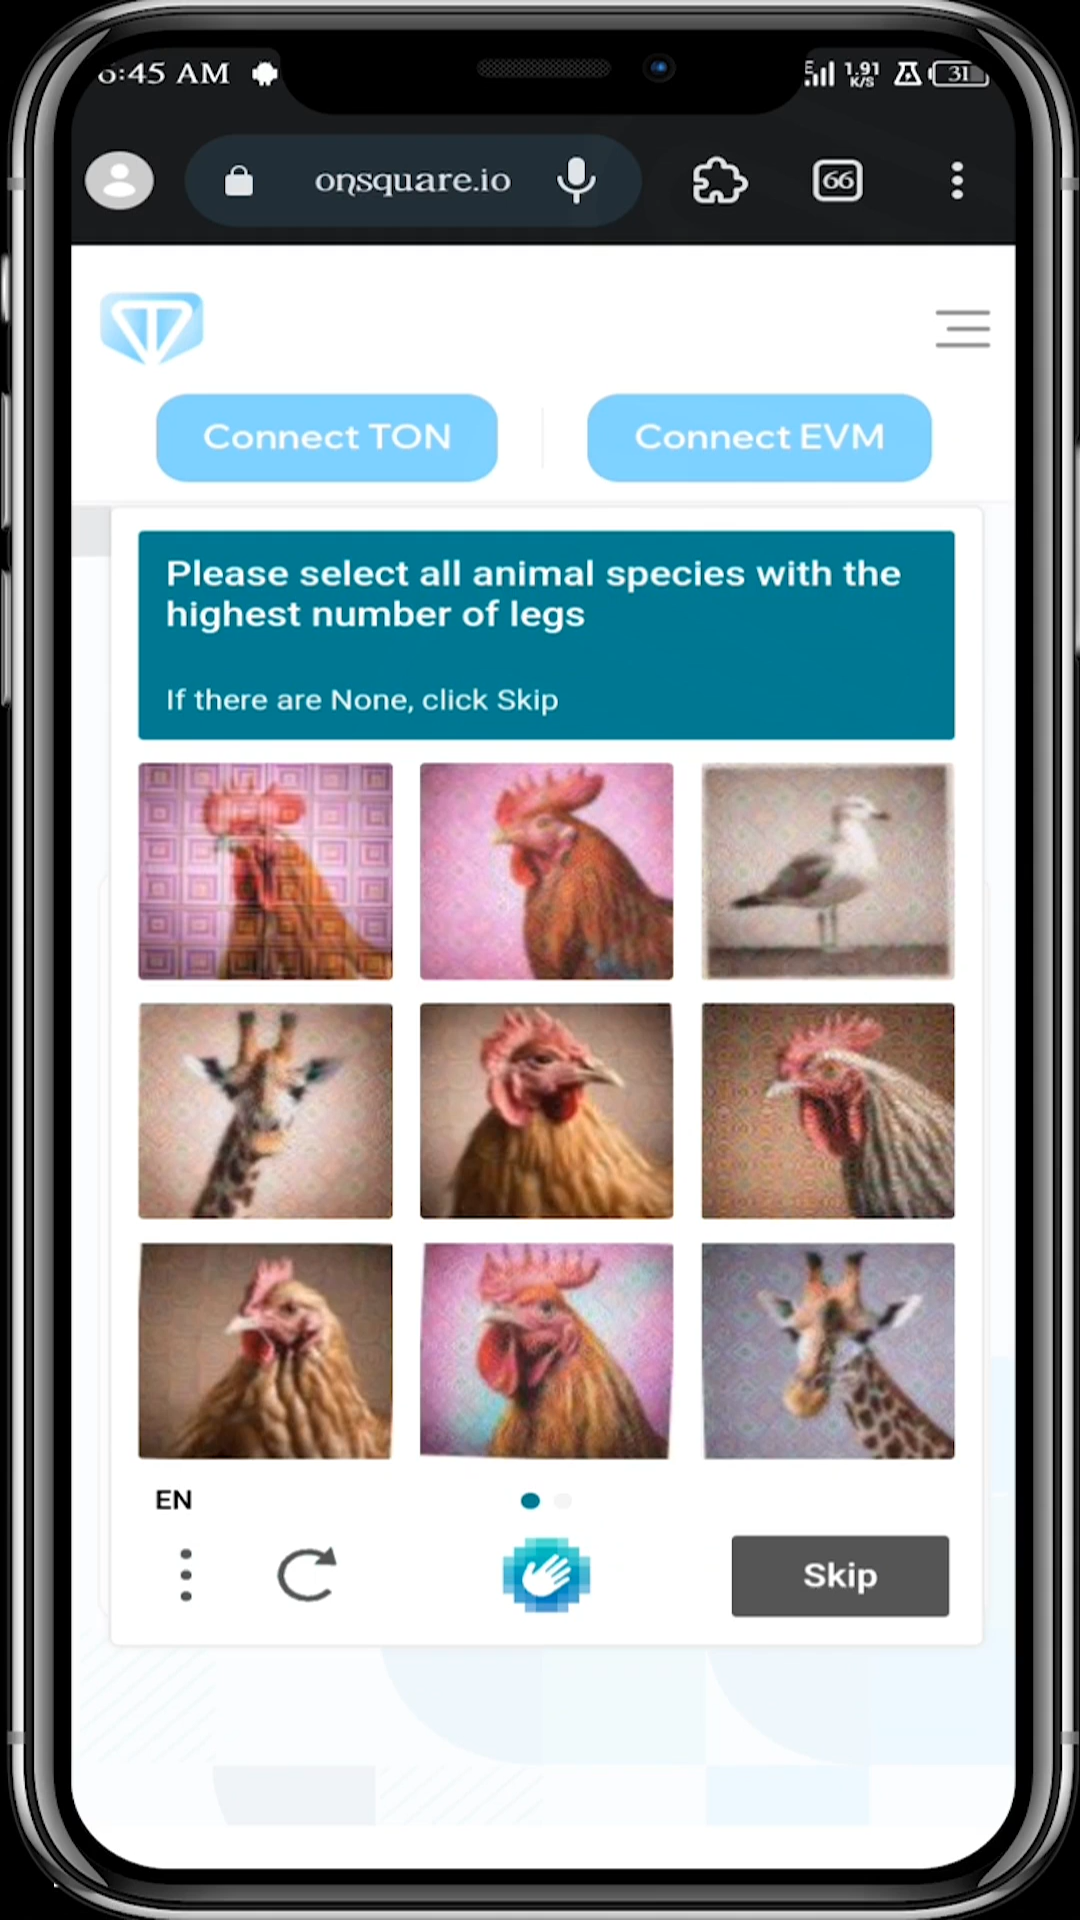 6:45 AM
1.91
K/S
31
onsquare.io
66
Connect TON
Connect EVM
Please select all animal species with the
highest number of legs
If there are None, click Skip
EN
Skip